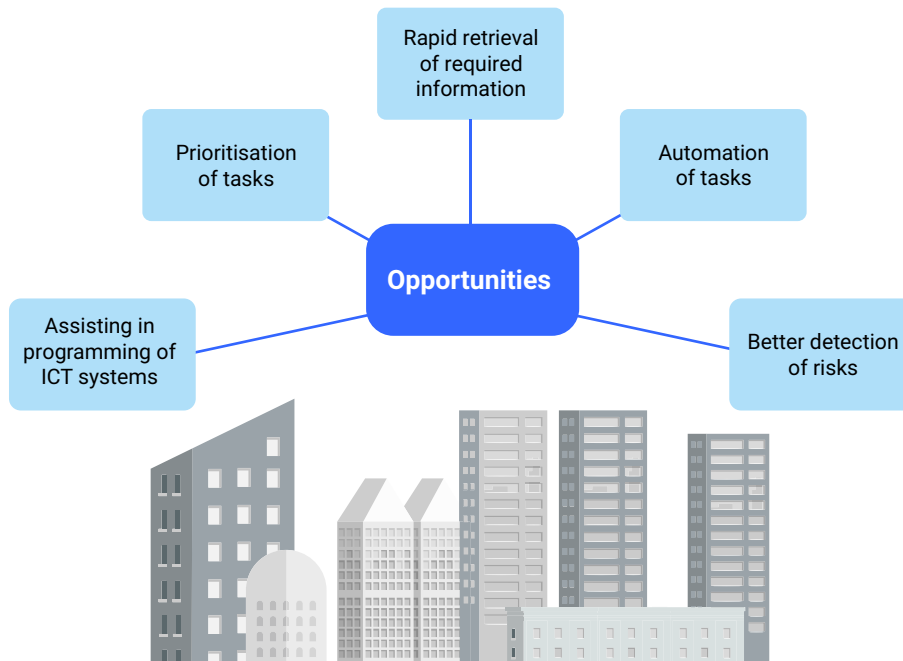 Rapid retrieval
of required
information
Prioritisation
of tasks
Automation
of tasks
Opportunities
Assisting in
programming of
ICT systems
Better detection
of risks